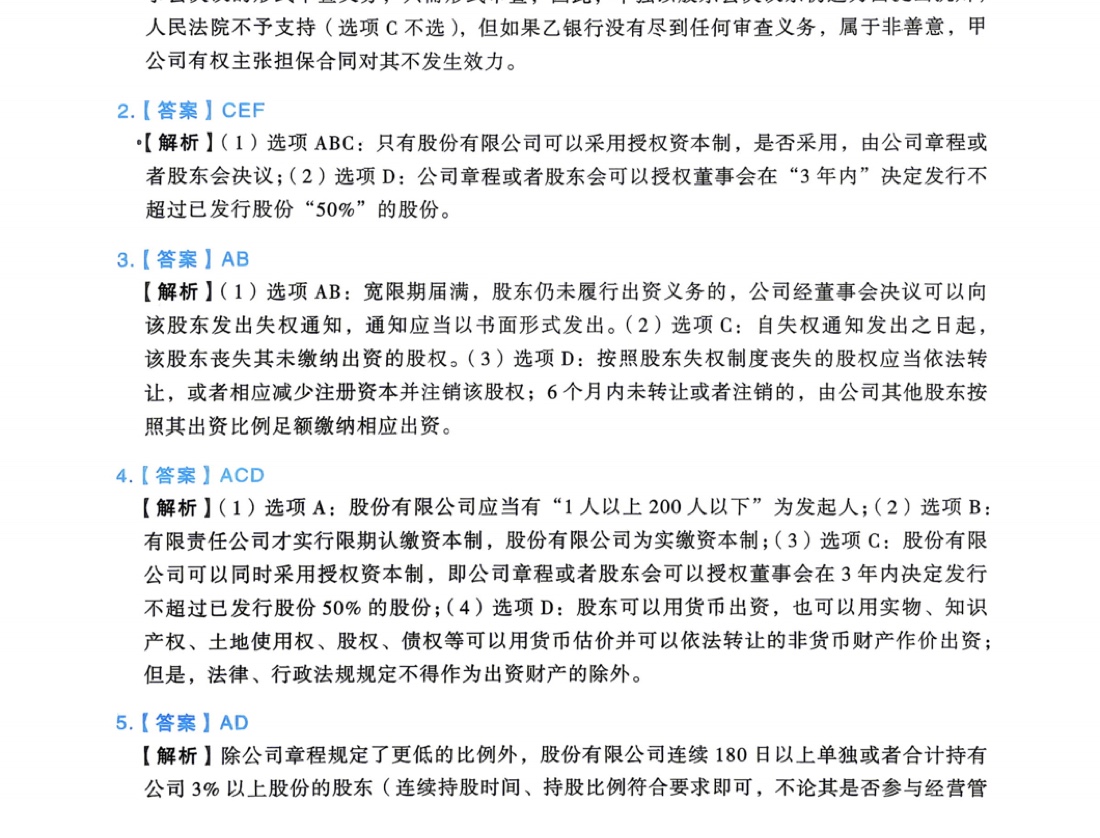 人民法院不予支持（选项 C 不选），但如果乙银行没有尽到任何审查义务，属于非善意，甲
公司有权主张担保合同对其不发生效力。
2.【答案】CEF
【解析】（1）选项 ABC：只有股份有限公司可以采用授权资本制，是否采用，由公司章程或
者股东会决议；（2）选项 D：公司章程或者股东会可以授权董事会在“3 年内”决定发行不
超过已发行股份“50%”的股份。
3.【答案】AB
【解析】（1）选项 AB：宽限期届满，股东仍未履行出资义务的，公司经董事会决议可以向
该股东发出失权通知，通知应当以书面形式发出。（2）选项 C：自失权通知发出之日起，
该股东丧失其未缴纳出资的股权。（3）选项 D：按照股东失权制度丧失的股权应当依法转
让，或者相应减少注册资本并注销该股权；6 个月内未转让或者注销的，由公司其他股东按
照其出资比例足额缴纳相应出资。
4.【答案】ACD
【解析】（1）选项 A：股份有限公司应当有“1 人以上 200 人以下”为发起人；（2）选项 B：
有限责任公司才实行限期认缴资本制，股份有限公司为实缴资本制；（3）选项 C：股份有限
公司可以同时采用授权资本制，即公司章程或者股东会可以授权董事会在 3 年内决定发行
不超过已发行股份 50% 的股份；（4）选项 D：股东可以用货币出资，也可以用实物、知识
产权、土地使用权、股权、债权等可以用货币估价并可以依法转让的非货币财产作价出资；
但是，法律、行政法规规定不得作为出资财产的除外。
5.【答案】AD
【解析】除公司章程规定了更低的比例外，股份有限公司连续 180 日以上单独或者合计持有
公司 3% 以上股份的股东（连续持股时间、持股比例符合要求即可，不论其是否参与经营管